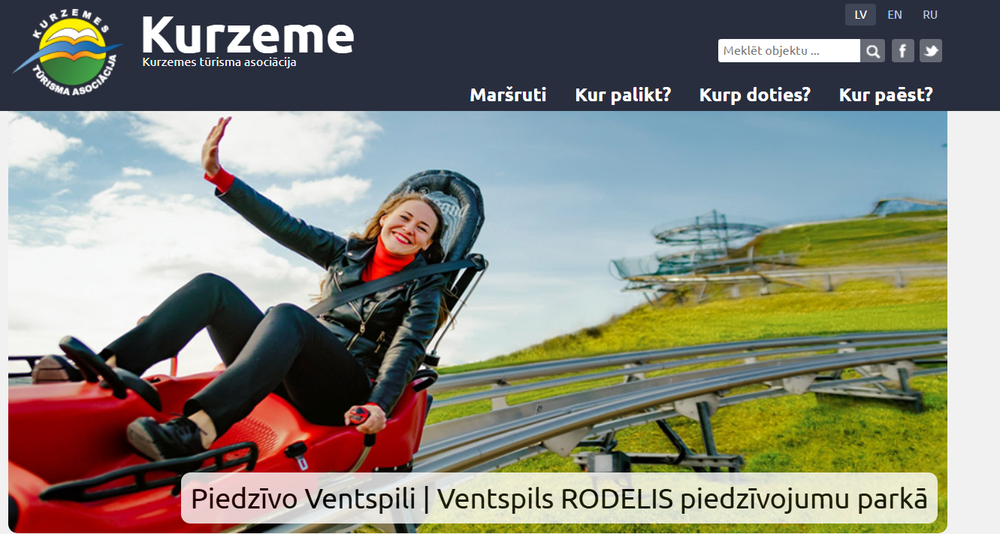 KURZEMES
TŪRISMA ASOCIĀCIJA
Kurzeme
Kurzemes tūrisma asociācija
LV EN RU
Meklēt objektu ...
Maršruti Kur palikt? Kurp doties? Kur paēst?
Piedzīvo Ventspili | Ventspils RODELIS piedzīvojumu parkā